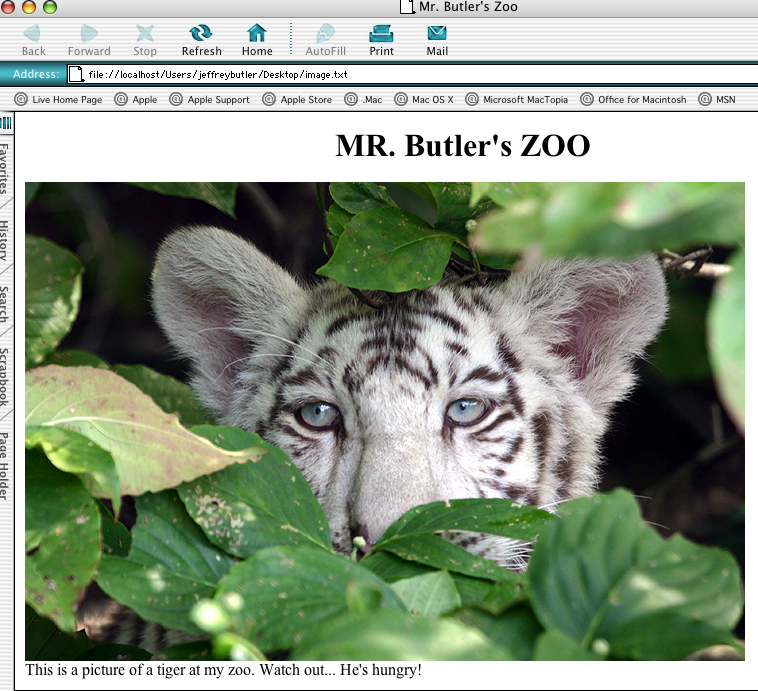 Mr. Butler's Zoo
Back Forward Stop Refresh Home AutoFill Print Mail
Address: file://localhost/Users/jeffreybutler/Desktop/image.txt
Live Home Page Apple Apple Support Apple Store .Mac Mac OS X Microsoft MacTopia Office for Macintosh MSN
Favorites
History
Search
Scrapbook
Page Holder
MR. Butler's ZOO
This is a picture of a tiger at my zoo. Watch out... He's hungry!